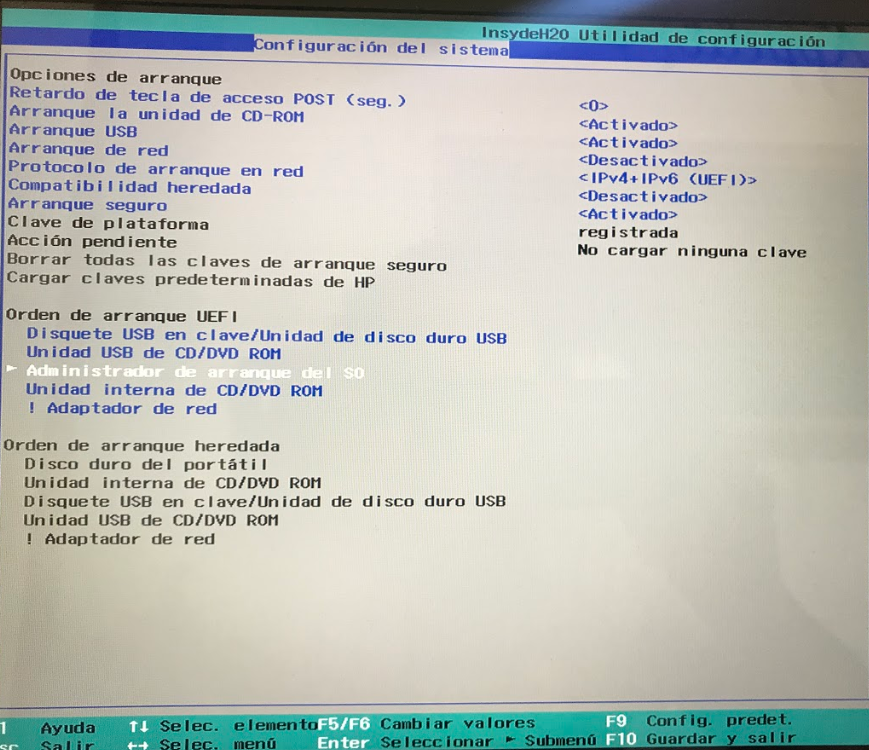 InsydeH20 Utilidad de configuración
Configuración del sistema
Opciones de arranque
Retardo de tecla de acceso POST (seg.) <0>
Arranque la unidad de CD-ROM <Activado>
Arranque USB <Activado>
Arranque de red <Desactivado>
Protocolo de arranque en red <IPv4+IPv6 (UEFI)>
Compatibilidad heredada <Desactivado>
Arranque seguro <Activado>
Clave de plataforma registrada
Acción pendiente No cargar ninguna clave
Borrar todas las claves de arranque seguro
Cargar claves predeterminadas de HP
Orden de arranque UEFI
Disquete USB en clave/Unidad de disco duro USB
Unidad USB de CD/DVD ROM
► Administrador de arranque del SO
Unidad interna de CD/DVD ROM
! Adaptador de red
Orden de arranque heredada
Disco duro del portátil
Unidad interna de CD/DVD ROM
Disquete USB en clave/Unidad de disco duro USB
Unidad USB de CD/DVD ROM
! Adaptador de red
1 Ayuda ↑↓ Selec. elemento F5/F6 Cambiar valores F9 Config. predet.
sc Salir ←→ Selec. menú Enter Seleccionar ► Submenú F10 Guardar y salir